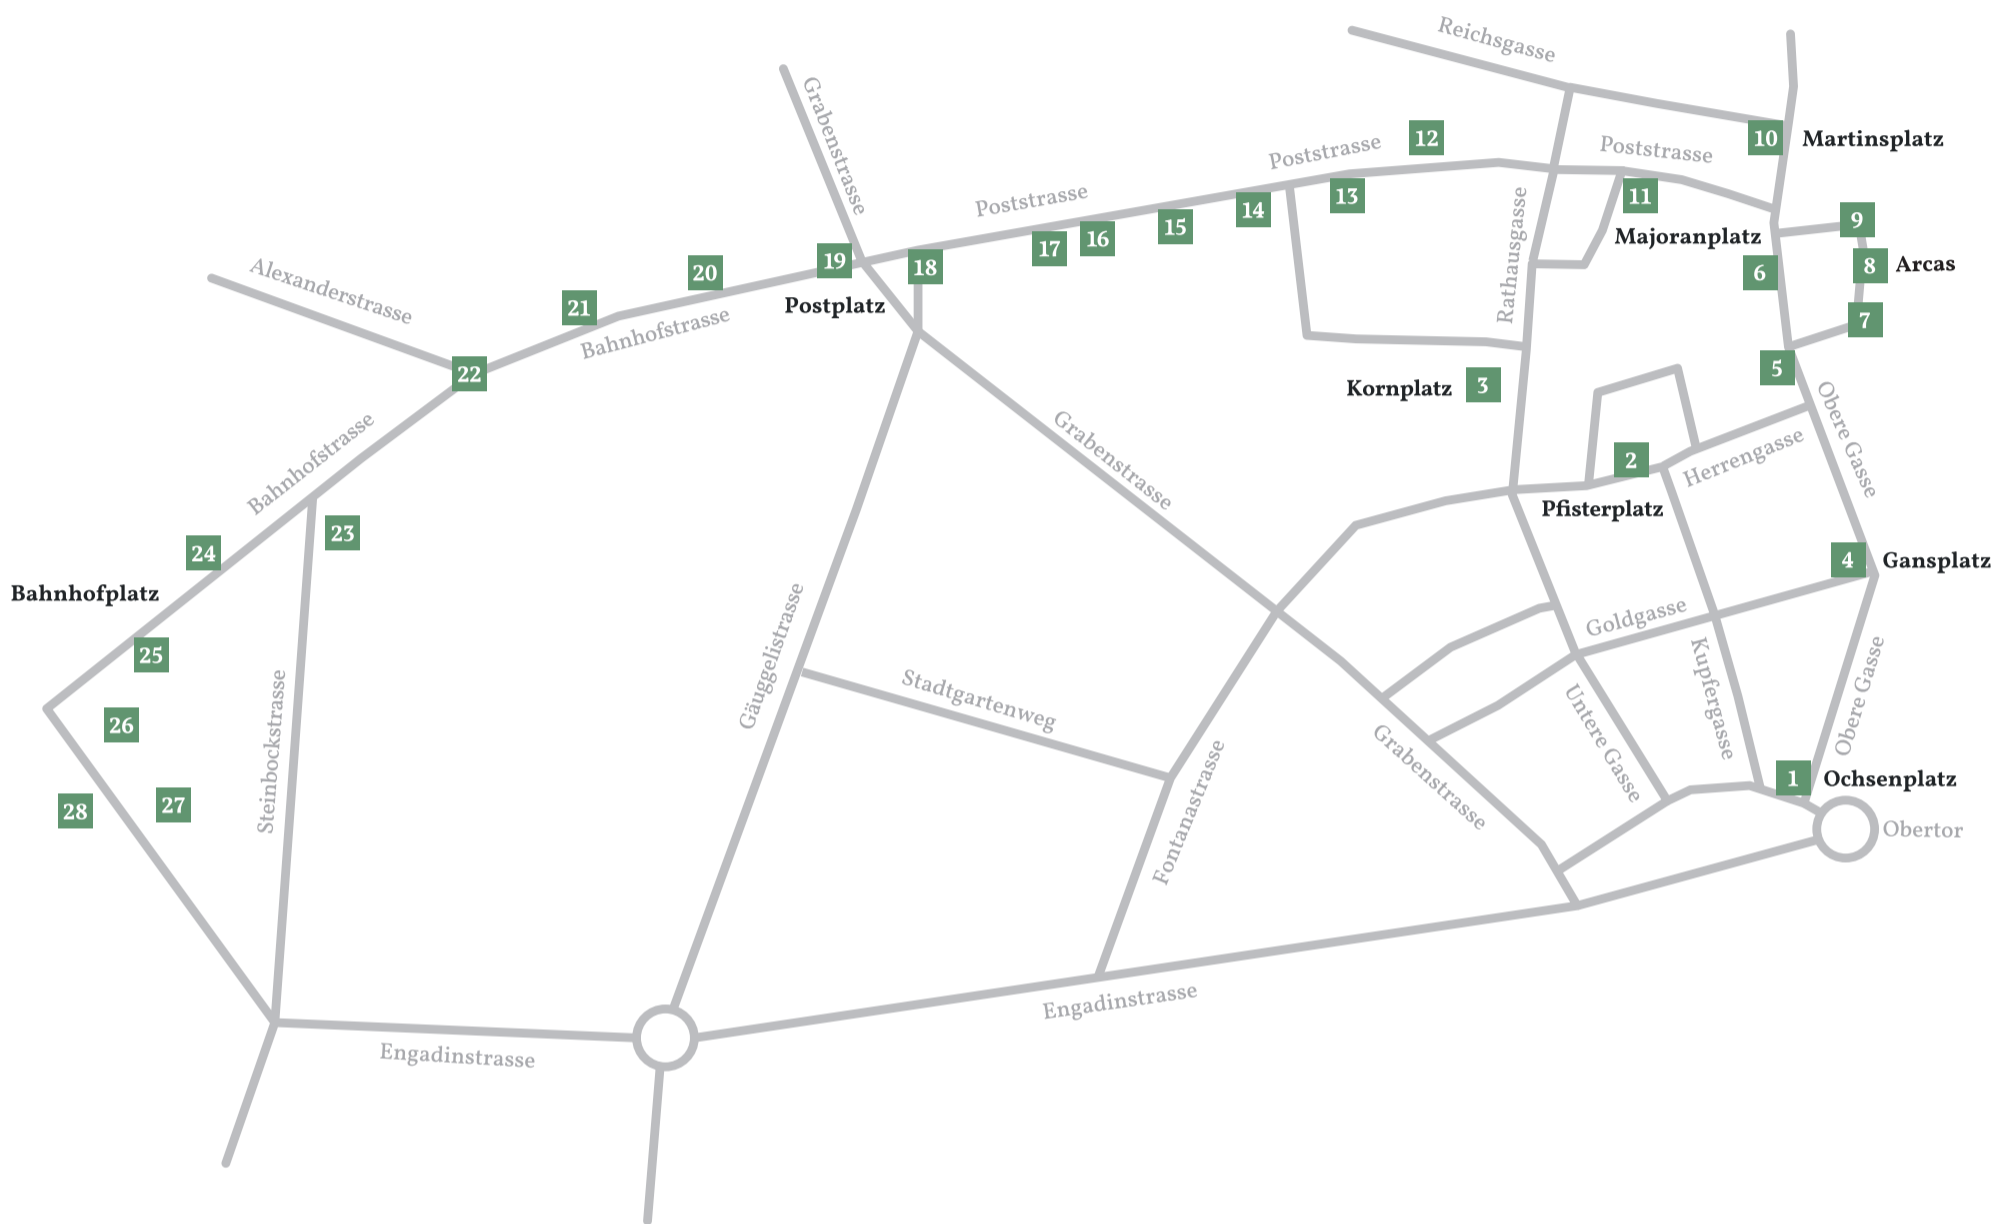 Reichsgasse
Grabenstrasse
12
10
Martinsplatz
Poststrasse
Poststrasse
Poststrasse
13
11
14
15
16
17
9
Majoranplatz
Rathausgasse
6
8
Arcas
Alexanderstrasse
20
19
18
21
Postplatz
Bahnhofstrasse
7
22
5
Kornplatz
3
Obere Gasse
Bahnhofstrasse
Grabenstrasse
2
Herrengasse
Pfisterplatz
23
24
4
Gansplatz
Bahnhofplatz
25
Goldgasse
Gäuggelistrasse
Stadtgartenweg
Kupfergasse
Obere Gasse
26
Steinbockstrasse
Untere Gasse
Grabenstrasse
1
Ochsenplatz
28
27
Fontanastrasse
Obertor
Engadinstrasse
Engadinstrasse